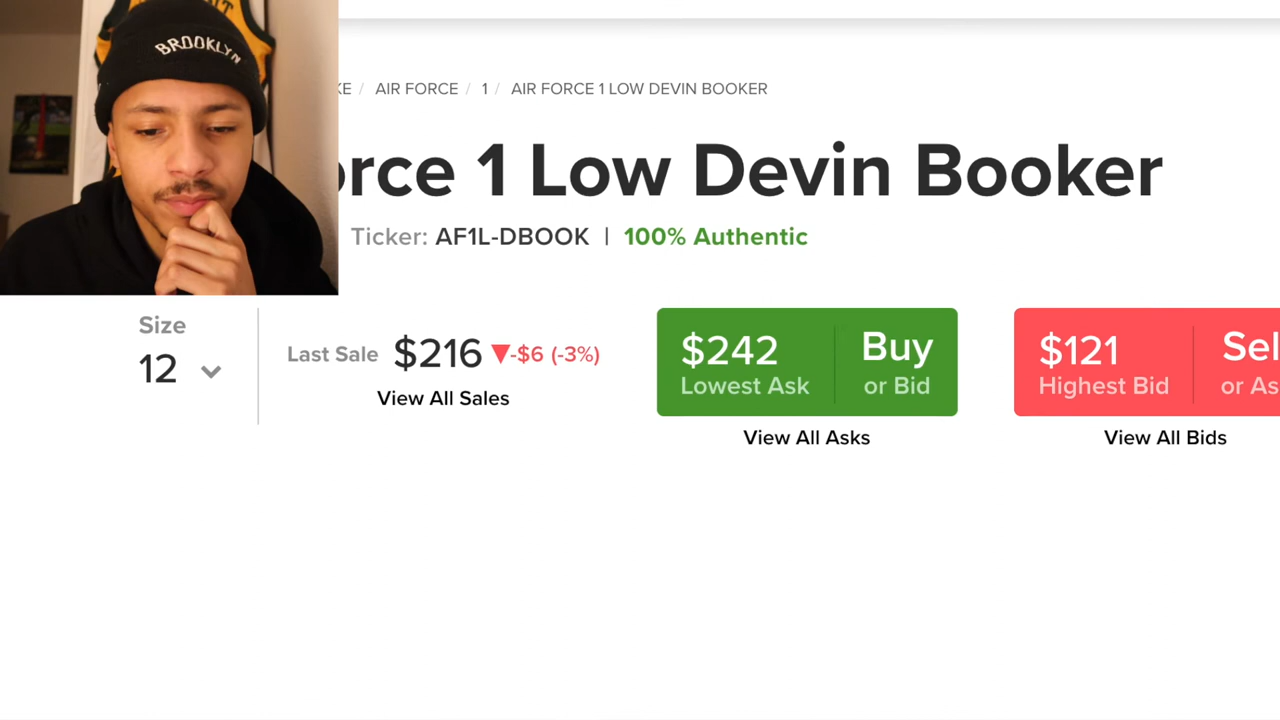 BROOKLYN
KE / AIR FORCE / 1 / AIR FORCE 1 LOW DEVIN BOOKER
orce 1 Low Devin Booker
Ticker: AF1L-DBOOK | 100% Authentic
Size
12
Last Sale $216 ▼-$6 (-3%)
View All Sales
$242
Lowest Ask
Buy
or Bid
View All Asks
$121
Highest Bid
Sel
or As
View All Bids